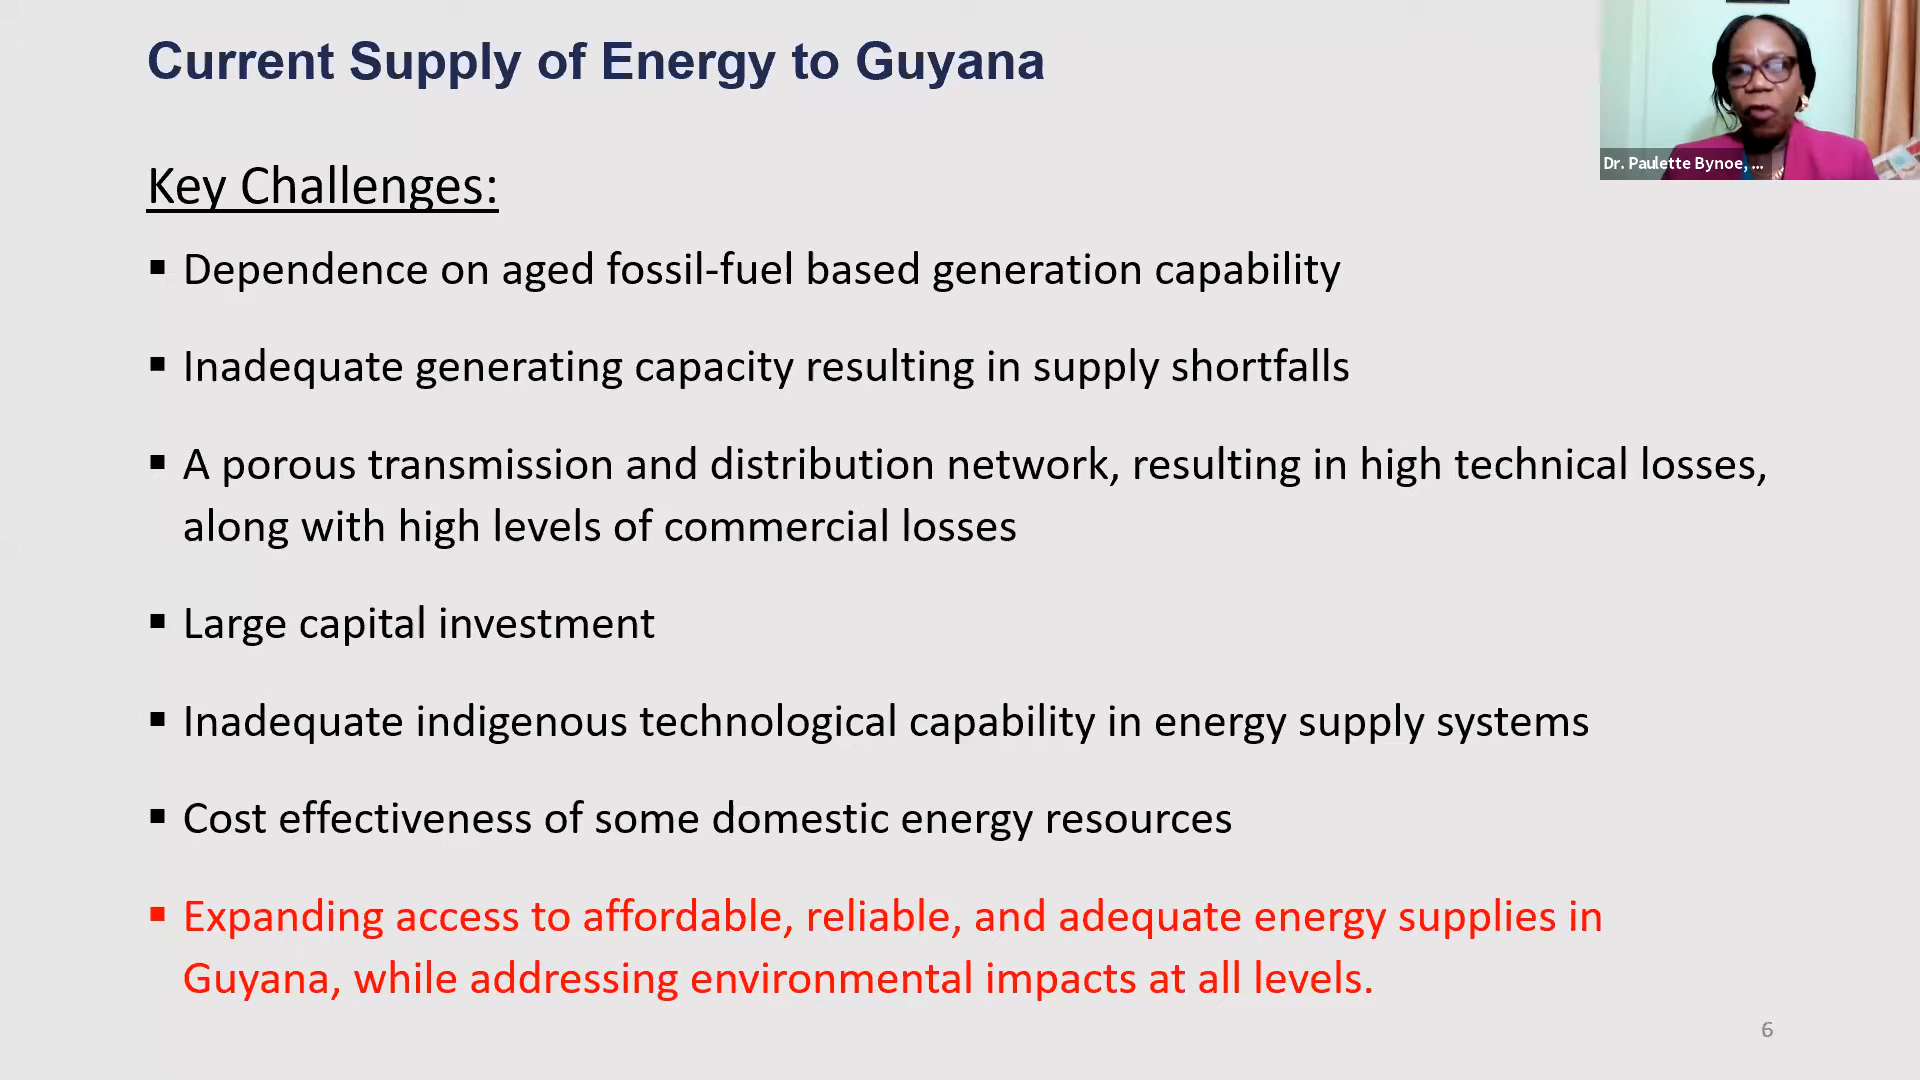 Current Supply of Energy to Guyana
Dr. Paulette Bynoe, ...
Key Challenges:
▪ Dependence on aged fossil-fuel based generation capability
▪ Inadequate generating capacity resulting in supply shortfalls
▪ A porous transmission and distribution network, resulting in high technical losses,
along with high levels of commercial losses
▪ Large capital investment
▪ Inadequate indigenous technological capability in energy supply systems
▪ Cost effectiveness of some domestic energy resources
▪ Expanding access to affordable, reliable, and adequate energy supplies in
Guyana, while addressing environmental impacts at all levels.
6